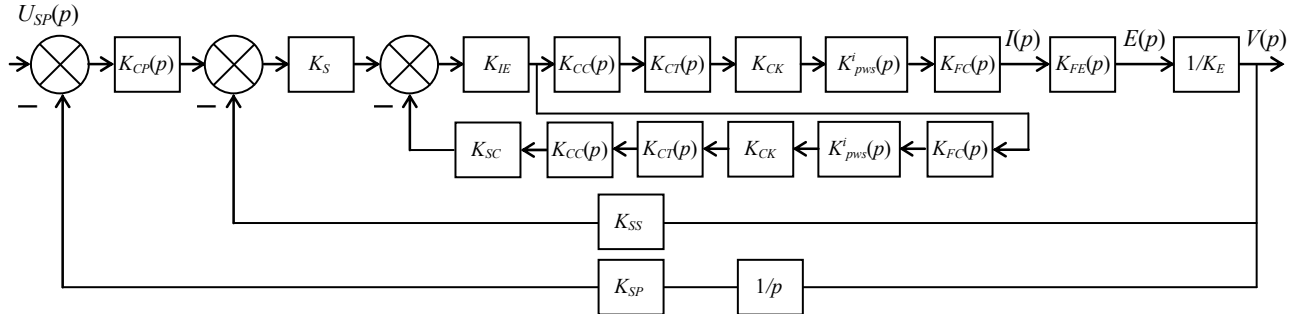 U_SP(p)
I(p) E(p) V(p)
K_CP(p) K_S K_IE K_CC(p) K_CT(p) K_CK K^i_pws(p) K_FC(p) K_FE(p) 1/K_E
− − −
K_SC K_CC(p) K_CT(p) K_CK K^i_pws(p) K_FC(p)
K_SS
K_SP 1/p